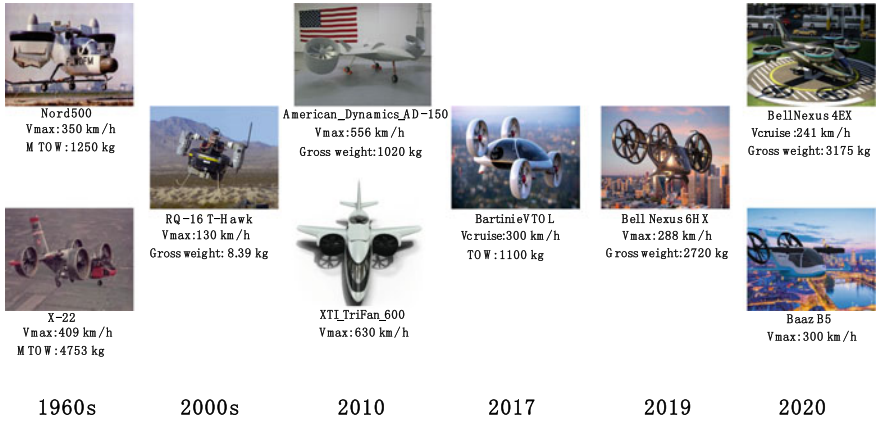 Nord500
Vmax:350 km/h
MTOW:1250 kg
X-22
Vmax:409 km/h
MTOW:4753 kg
RQ-16 T-Hawk
Vmax:130 km/h
Gross weight: 8.39 kg
American_Dynamics_AD-150
Vmax:556 km/h
Gross weight:1020 kg
XTI_TriFan_600
Vmax:630 km/h
BartinieVTOL
Vcruise:300 km/h
TOW:1100 kg
Bell Nexus 6HX
Vmax:288 km/h
Gross weight:2720 kg
BellNexus 4EX
Vcruise:241 km/h
Gross weight:3175 kg
Baaz B5
Vmax:300 km/h
1960s
2000s
2010
2017
2019
2020